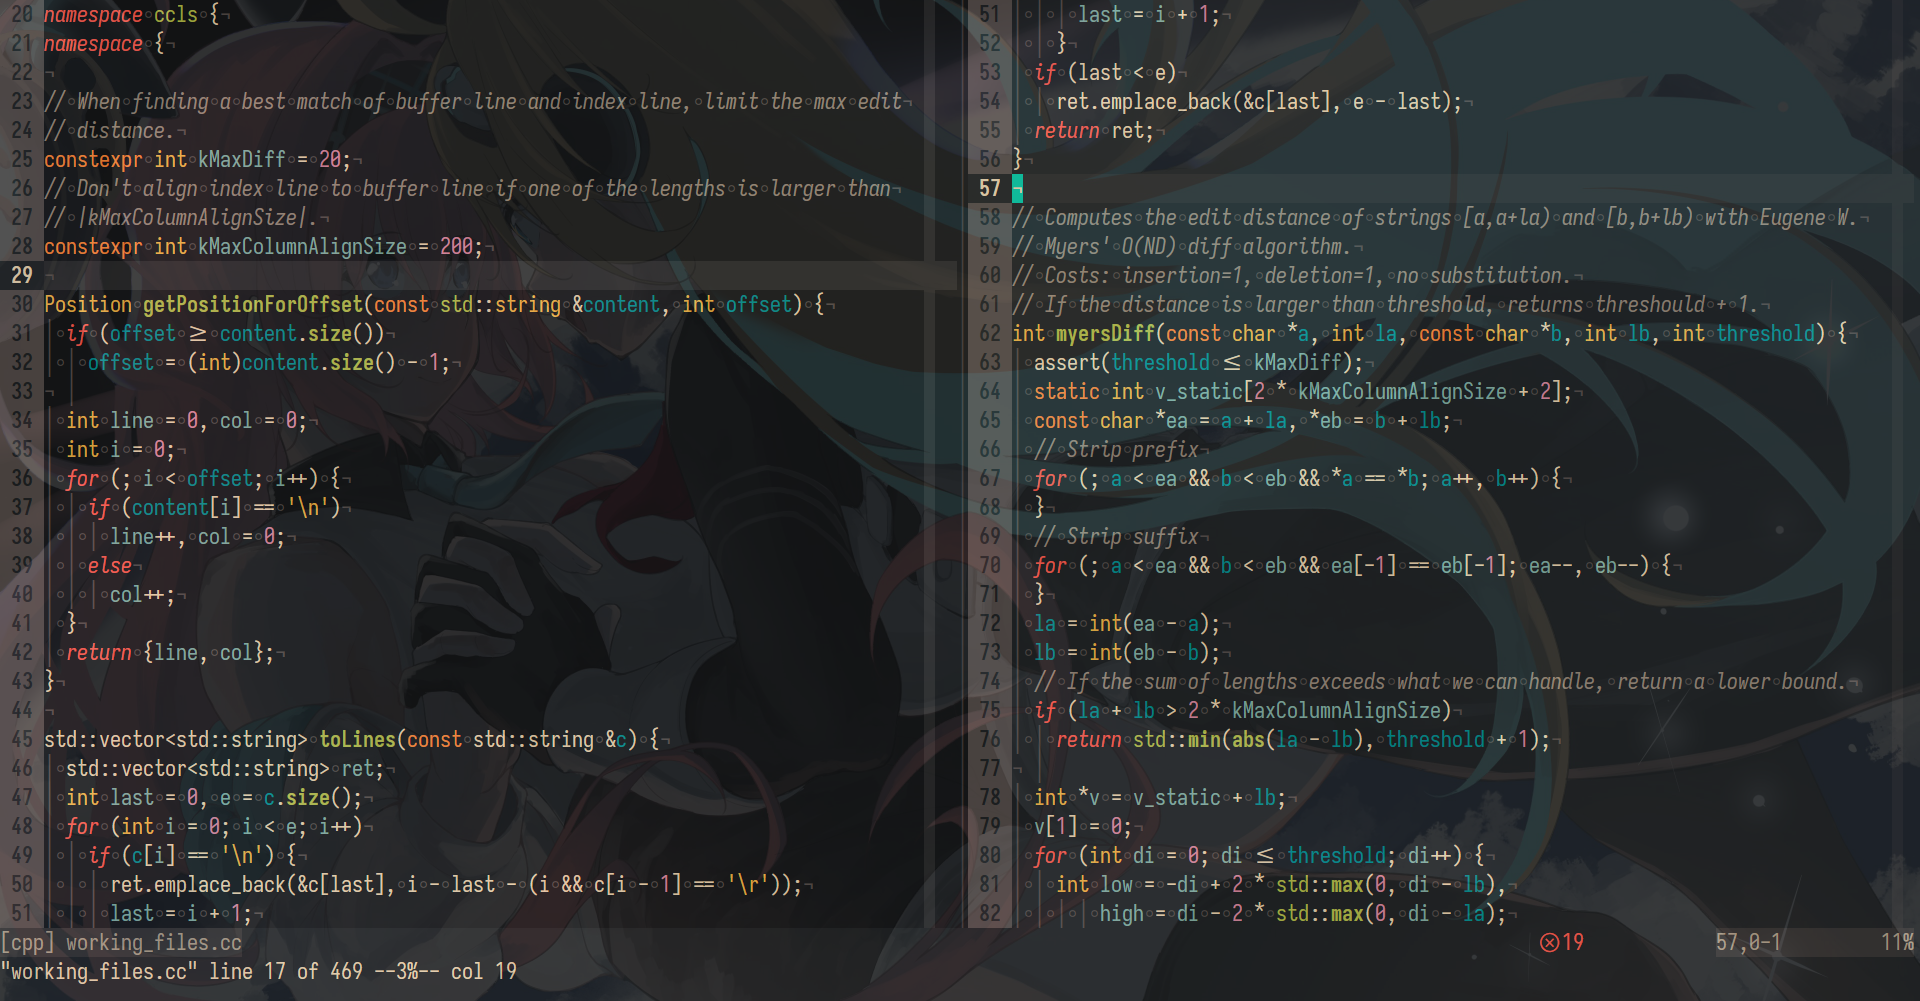 20 namespace ccls {
21 namespace {
22
23 // When finding a best match of buffer line and index line, limit the max edit
24 // distance.
25 constexpr int kMaxDiff = 20;
26 // Don't align index line to buffer line if one of the lengths is larger than
27 // |kMaxColumnAlignSize|.
28 constexpr int kMaxColumnAlignSize = 200;
29
30 Position getPositionForOffset(const std::string &content, int offset) {
31   if (offset ≥ content.size())
32     offset = (int)content.size() - 1;
33
34   int line = 0, col = 0;
35   int i = 0;
36   for (; i < offset; i++) {
37     if (content[i] == '\n')
38       line++, col = 0;
39     else
40       col++;
41   }
42   return {line, col};
43 }
44
45 std::vector<std::string> toLines(const std::string &c) {
46   std::vector<std::string> ret;
47   int last = 0, e = c.size();
48   for (int i = 0; i < e; i++)
49     if (c[i] == '\n') {
50       ret.emplace_back(&c[last], i - last - (i && c[i - 1] == '\r'));
51       last = i + 1;
51       last = i + 1;
52     }
53   if (last < e)
54     ret.emplace_back(&c[last], e - last);
55   return ret;
56 }
57
58 // Computes the edit distance of strings [a,a+la) and [b,b+lb) with Eugene W.
59 // Myers' O(ND) diff algorithm.
60 // Costs: insertion=1, deletion=1, no substitution.
61 // If the distance is larger than threshold, returns threshould + 1.
62 int myersDiff(const char *a, int la, const char *b, int lb, int threshold) {
63   assert(threshold ≤ kMaxDiff);
64   static int v_static[2 * kMaxColumnAlignSize + 2];
65   const char *ea = a + la, *eb = b + lb;
66   // Strip prefix
67   for (; a < ea && b < eb && *a == *b; a++, b++) {
68   }
69   // Strip suffix
70   for (; a < ea && b < eb && ea[-1] == eb[-1]; ea--, eb--) {
71   }
72   la = int(ea - a);
73   lb = int(eb - b);
74   // If the sum of lengths exceeds what we can handle, return a lower bound.
75   if (la + lb > 2 * kMaxColumnAlignSize)
76     return std::min(abs(la - lb), threshold + 1);
77
78   int *v = v_static + lb;
79   v[1] = 0;
80   for (int di = 0; di ≤ threshold; di++) {
81     int low = -di + 2 * std::max(0, di - lb),
82         high = di - 2 * std::max(0, di - la);
[cpp] working_files.cc ⊗19 57,0-1 11%
"working_files.cc" line 17 of 469 --3%-- col 19